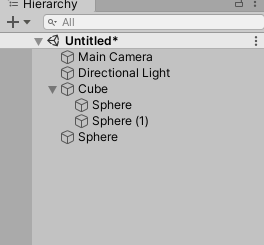 Hierarchy
All
Untitled*
Main Camera
Directional Light
Cube
Sphere
Sphere (1)
Sphere